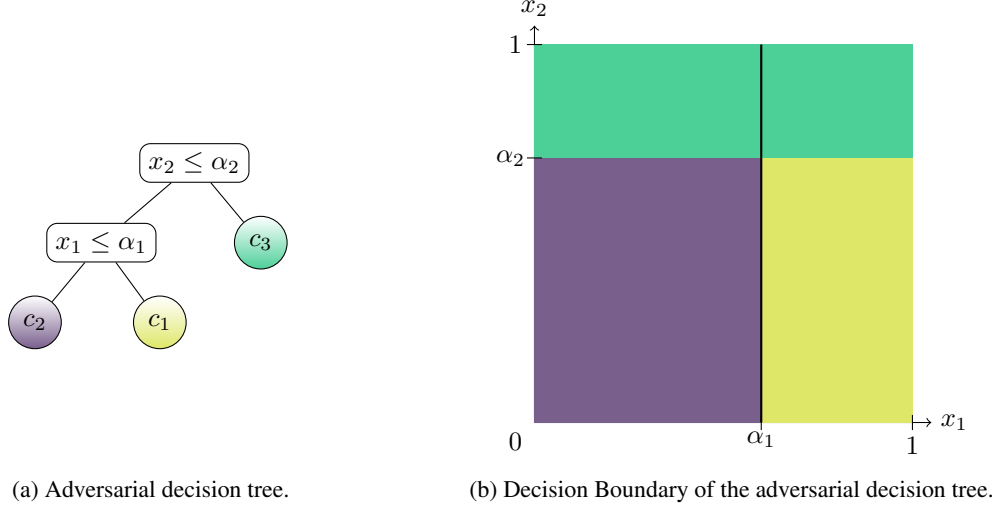 x₂ ≤ α₂
x₁ ≤ α₁
c₃
c₂
c₁
(a) Adversarial decision tree.
x₂
1
α₂
0
α₁
1
x₁
(b) Decision Boundary of the adversarial decision tree.